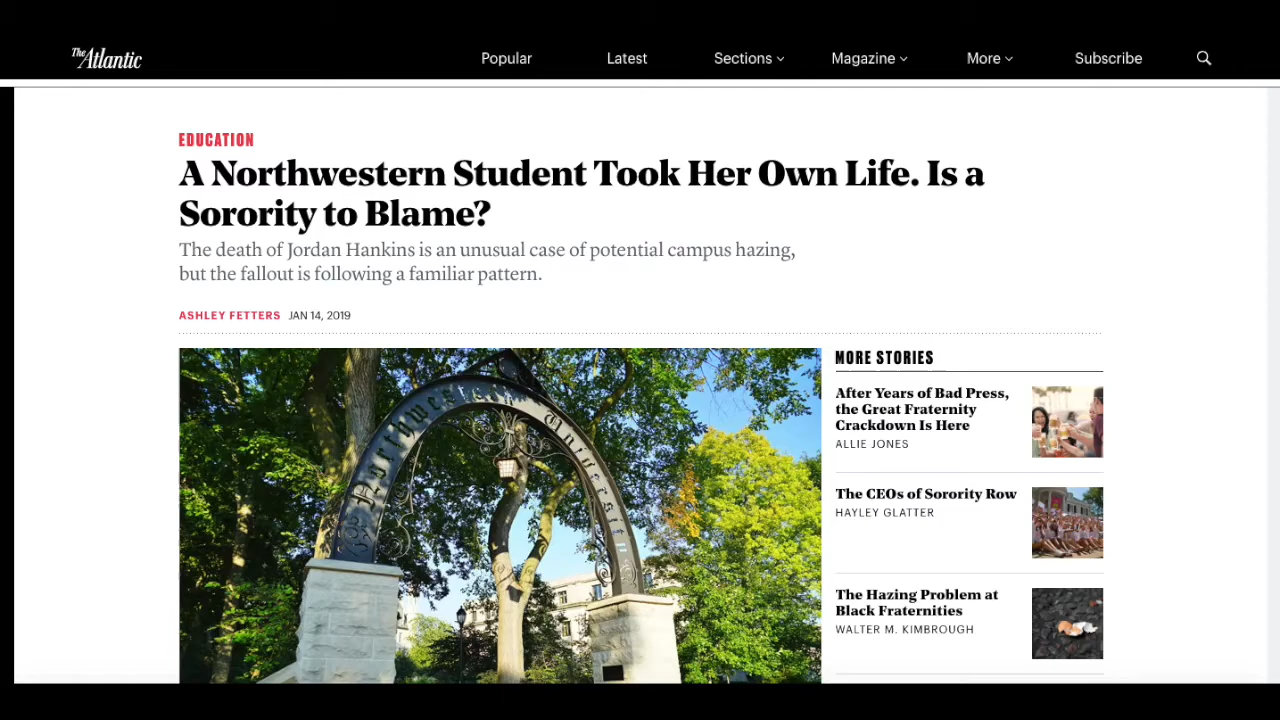 The Atlantic
Popular
Latest
Sections
Magazine
More
Subscribe
EDUCATION
A Northwestern Student Took Her Own Life. Is a
Sorority to Blame?
The death of Jordan Hankins is an unusual case of potential campus hazing,
but the fallout is following a familiar pattern.
ASHLEY FETTERS JAN 14, 2019
Northwestern University
MORE STORIES
After Years of Bad Press,
the Great Fraternity
Crackdown Is Here
ALLIE JONES
The CEOs of Sorority Row
HAYLEY GLATTER
The Hazing Problem at
Black Fraternities
WALTER M. KIMBROUGH